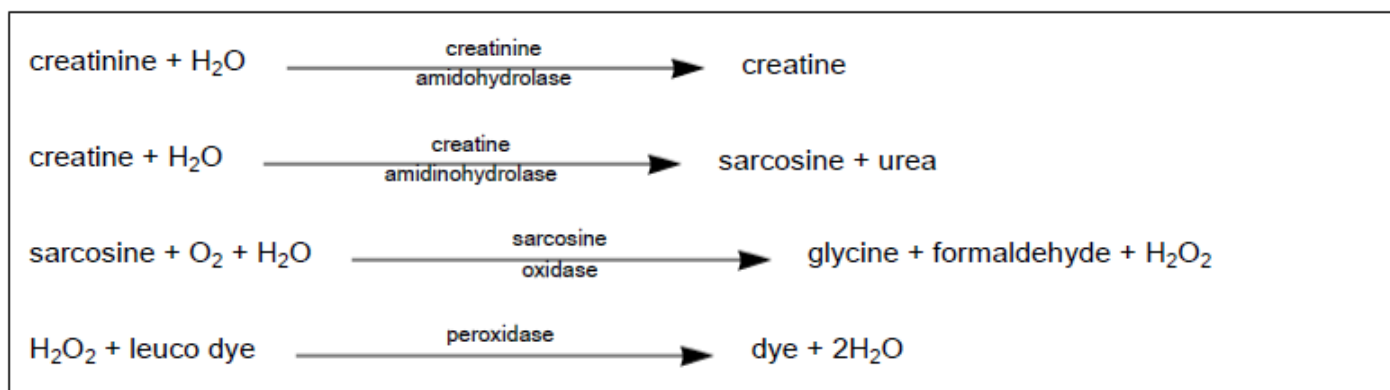 creatinine + H₂O creatinine amidohydrolase creatine
creatine + H₂O creatine amidinohydrolase sarcosine + urea
sarcosine + O₂ + H₂O sarcosine oxidase glycine + formaldehyde + H₂O₂
H₂O₂ + leuco dye peroxidase dye + 2H₂O